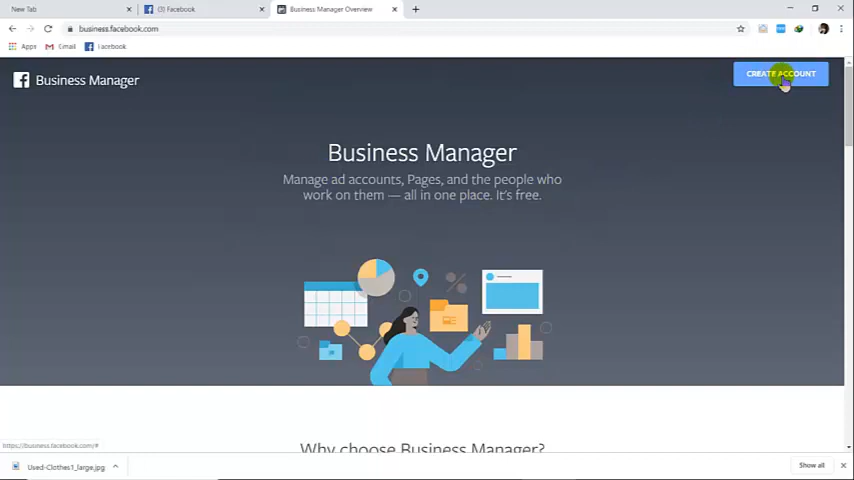 New Tab
(3) Facebook
Business Manager Overview
business.facebook.com
Apps
Gmail
Facebook
Business Manager
CREATE ACCOUNT
Business Manager
Manage ad accounts, Pages, and the people who
work on them — all in one place. It's free.
Why choose Business Manager?
https://business.facebook.com/#
Used-Clothes1_large.jpg
Show all